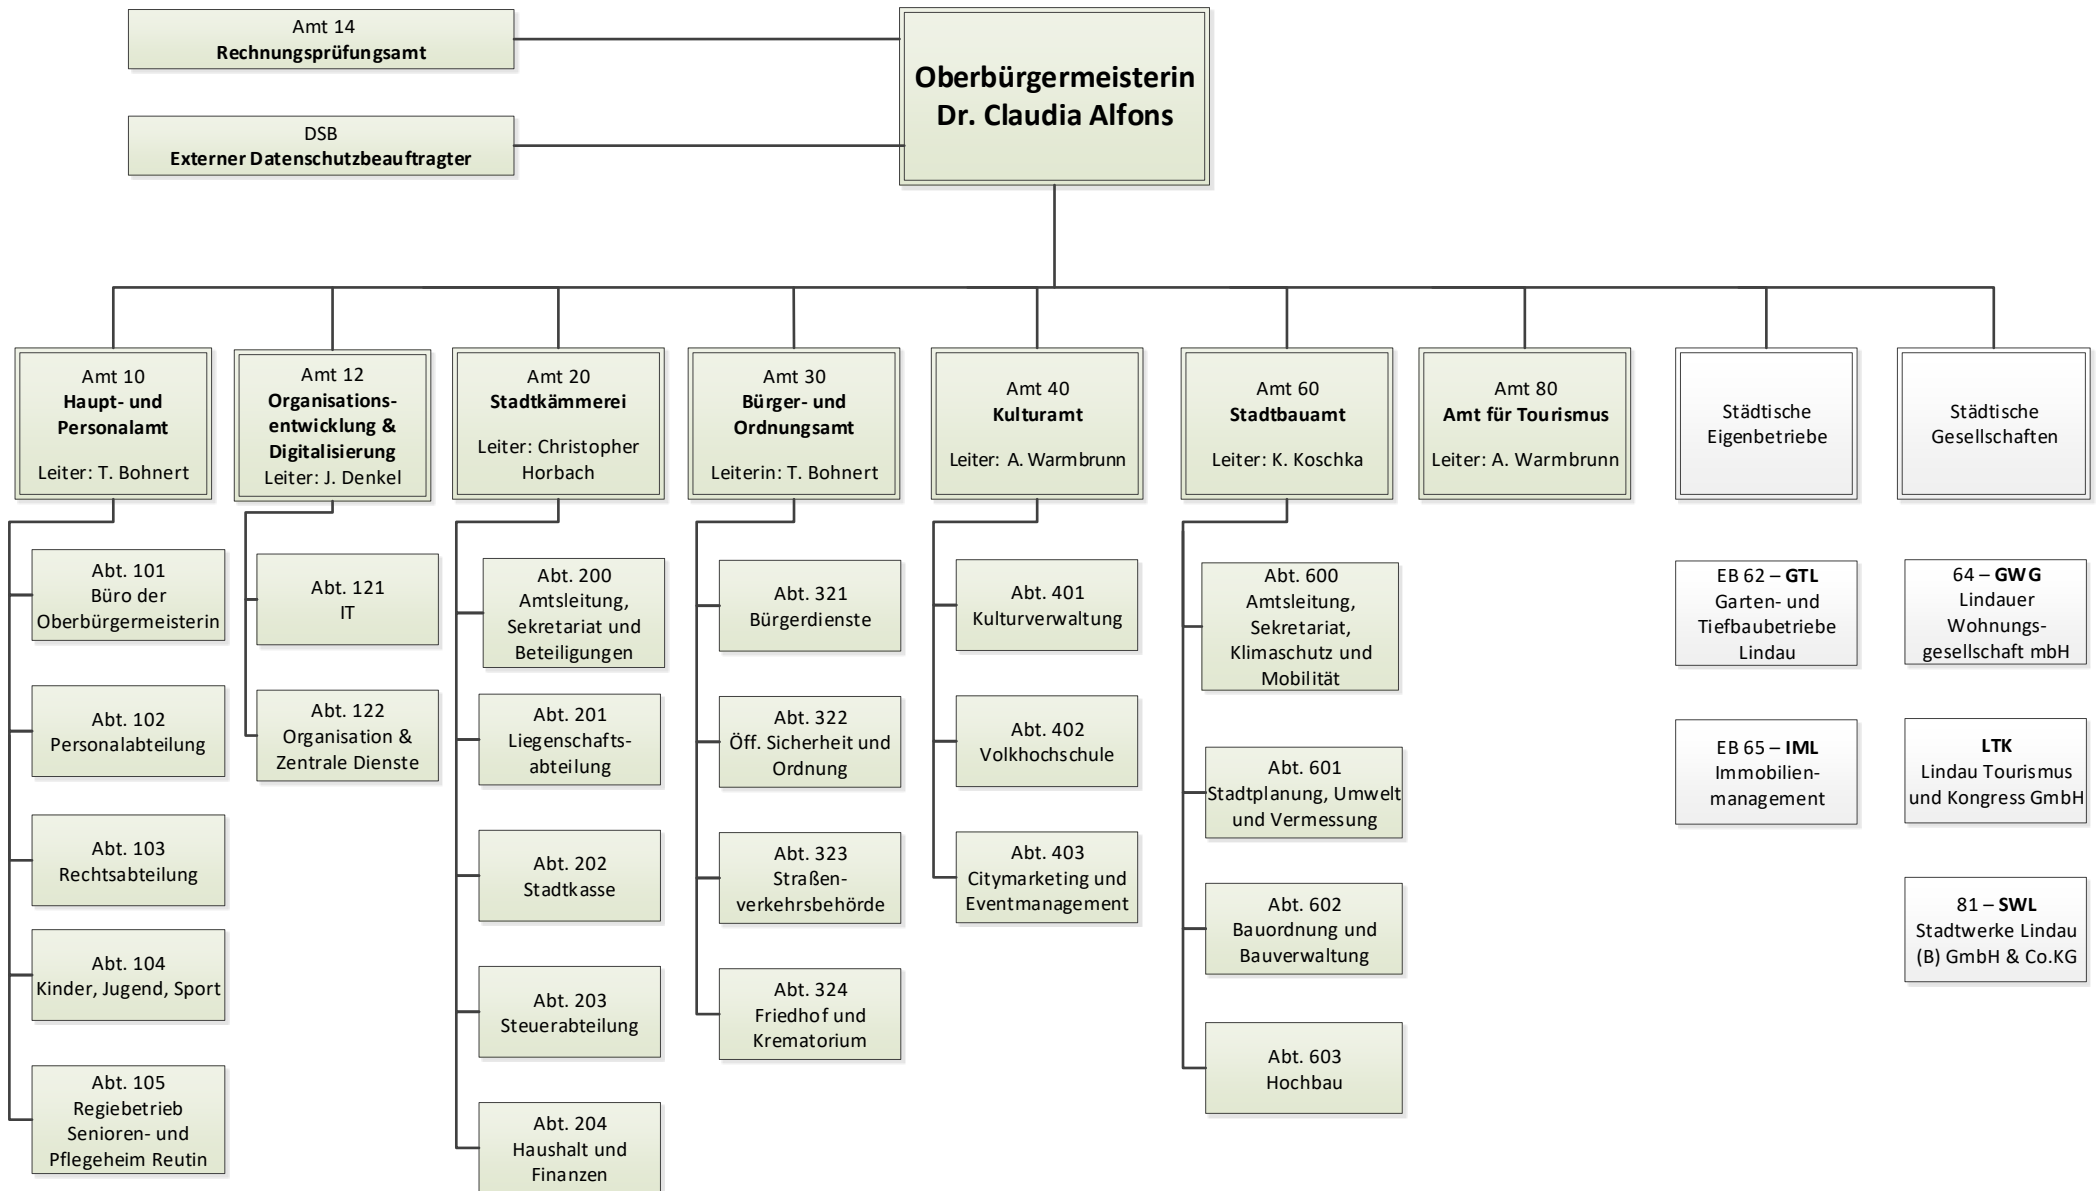 Amt 14
Rechnungsprüfungsamt
DSB
Externer Datenschutzbeauftragter
Oberbürgermeisterin
Dr. Claudia Alfons
Amt 10
Haupt- und
Personalamt
Leiter: T. Bohnert
Amt 12
Organisations-
entwicklung &
Digitalisierung
Leiter: J. Denkel
Amt 20
Stadtkämmerei
Leiter: Christopher
Horbach
Amt 30
Bürger- und
Ordnungsamt
Leiterin: T. Bohnert
Amt 40
Kulturamt
Leiter: A. Warmbrunn
Amt 60
Stadtbauamt
Leiter: K. Koschka
Amt 80
Amt für Tourismus
Leiter: A. Warmbrunn
Städtische
Eigenbetriebe
Städtische
Gesellschaften
Abt. 101
Büro der
Oberbürgermeisterin
Abt. 102
Personalabteilung
Abt. 103
Rechtsabteilung
Abt. 104
Kinder, Jugend, Sport
Abt. 105
Regiebetrieb
Senioren- und
Pflegeheim Reutin
Abt. 121
IT
Abt. 122
Organisation &
Zentrale Dienste
Abt. 200
Amtsleitung,
Sekretariat und
Beteiligungen
Abt. 201
Liegenschafts-
abteilung
Abt. 202
Stadtkasse
Abt. 203
Steuerabteilung
Abt. 204
Haushalt und
Finanzen
Abt. 321
Bürgerdienste
Abt. 322
Öff. Sicherheit und
Ordnung
Abt. 323
Straßen-
verkehrsbehörde
Abt. 324
Friedhof und
Krematorium
Abt. 401
Kulturverwaltung
Abt. 402
Volkhochschule
Abt. 403
Citymarketing und
Eventmanagement
Abt. 600
Amtsleitung,
Sekretariat,
Klimaschutz und
Mobilität
Abt. 601
Stadtplanung, Umwelt
und Vermessung
Abt. 602
Bauordnung und
Bauverwaltung
Abt. 603
Hochbau
EB 62 – GTL
Garten- und
Tiefbaubetriebe
Lindau
EB 65 – IML
Immobilien-
management
64 – GWG
Lindauer
Wohnungs-
gesellschaft mbH
LTK
Lindau Tourismus
und Kongress GmbH
81 – SWL
Stadtwerke Lindau
(B) GmbH & Co.KG